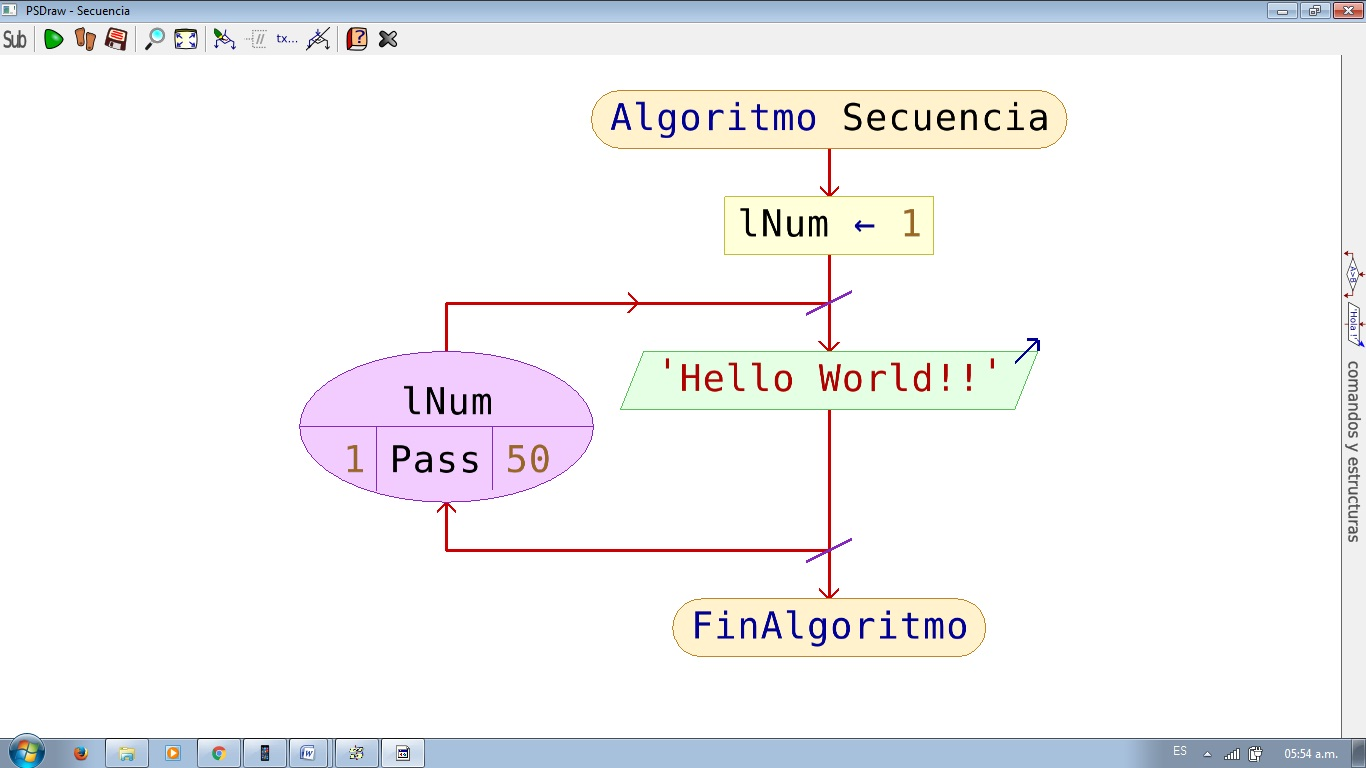 PSDraw - Secuencia
Sub
tx...
Algoritmo Secuencia
lNum ← 1
'Hello World!!'
lNum
1 Pass 50
FinAlgoritmo
A>B
'Hola !'
comandos y estructuras
ES
05:54 a.m.